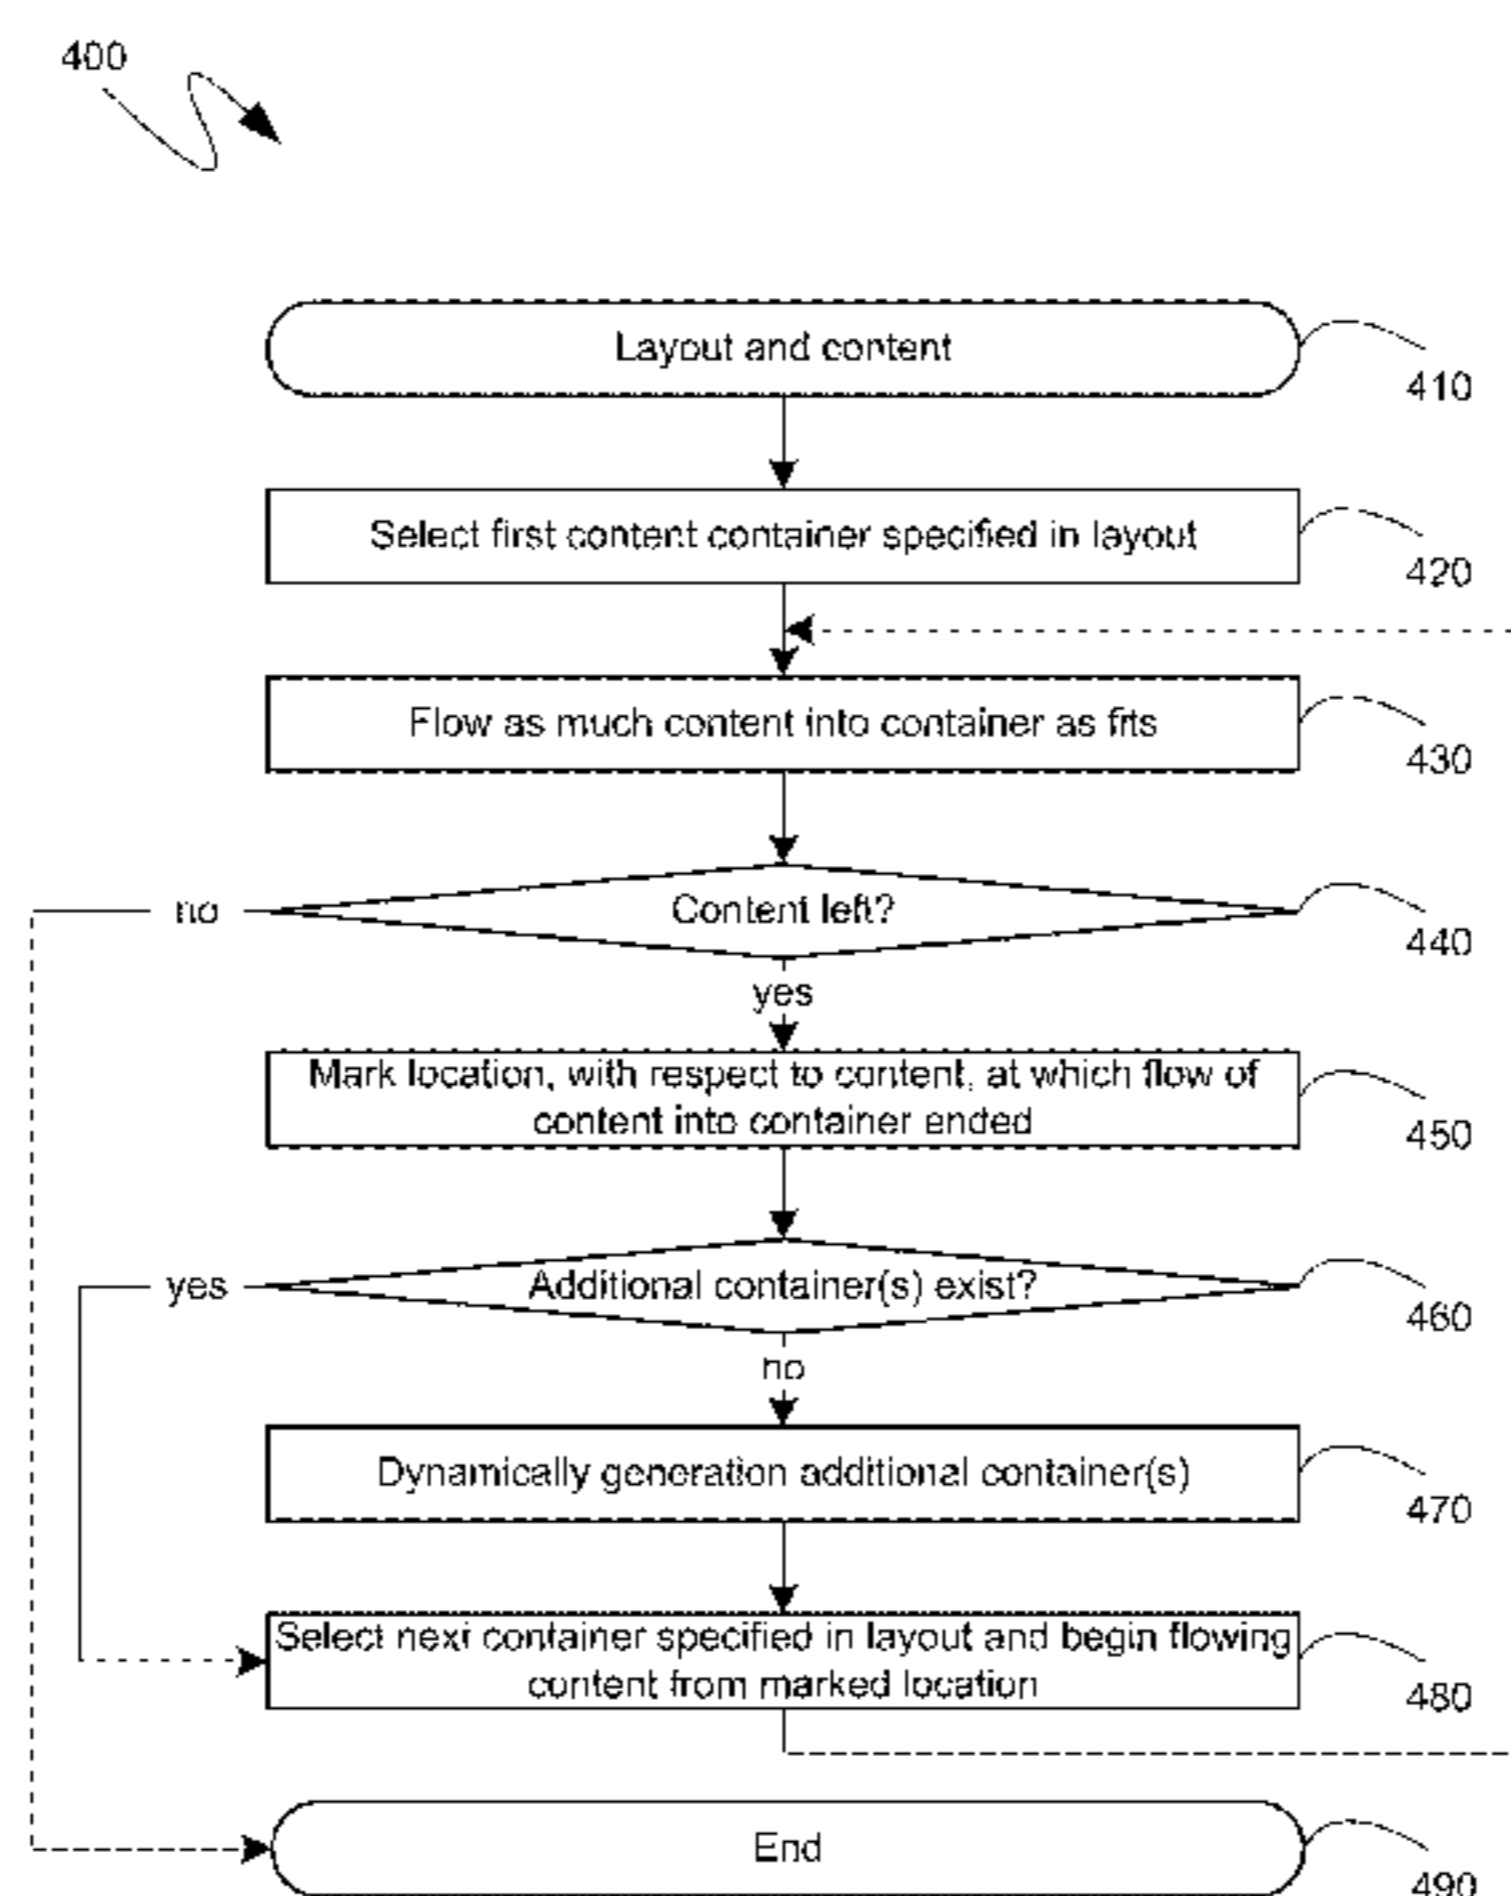 400
Layout and content
410
Select first content container specified in layout
420
Flow as much content into container as fits
430
no
Content left?
440
yes
Mark location, with respect to content, at which flow of
content into container ended
450
yes
Additional container(s) exist?
460
no
Dynamically generation additional container(s)
470
Select next container specified in layout and begin flowing
content from marked location
480
End
490